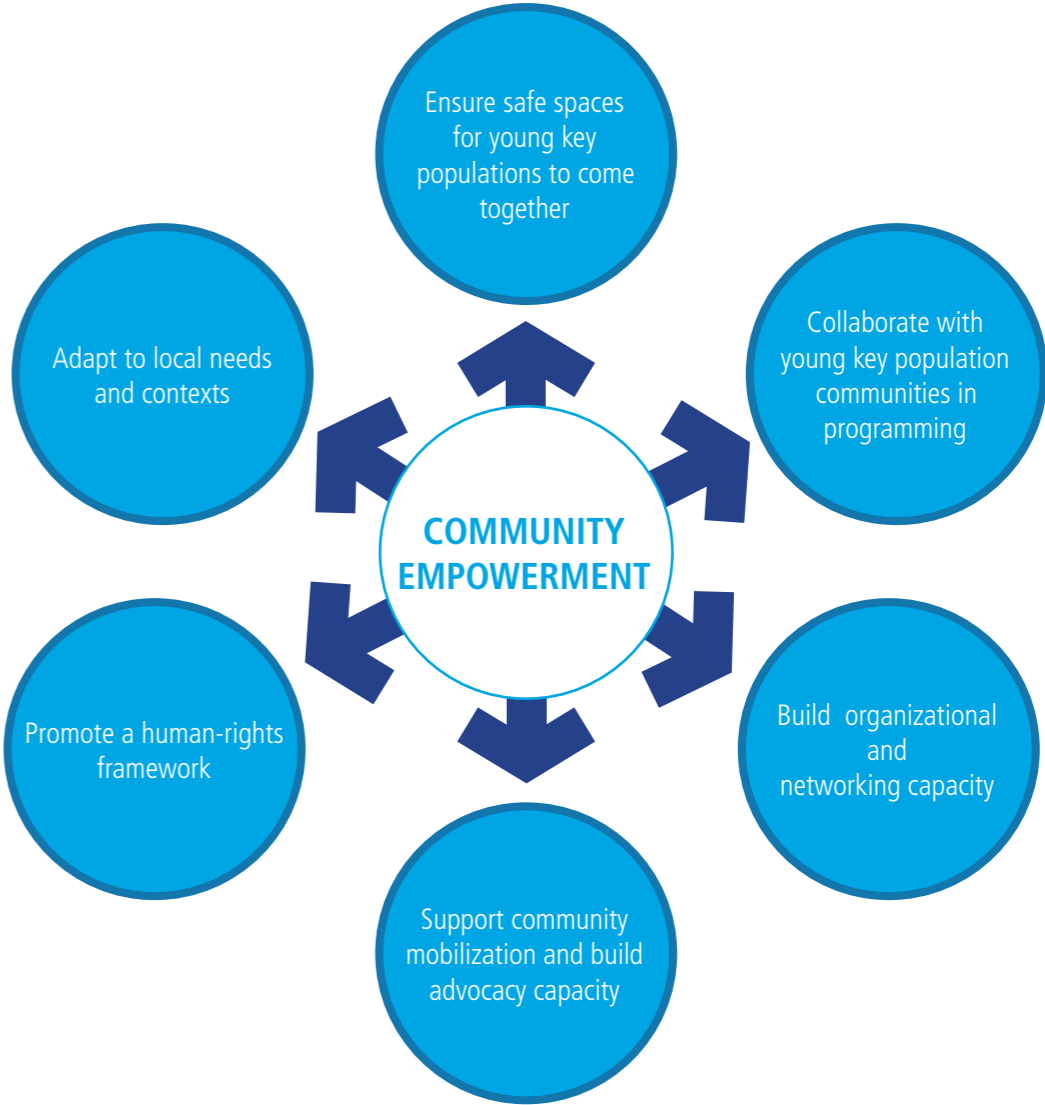 Ensure safe spaces
for young key
populations to come
together
Collaborate with
young key population
communities in
programming
Build organizational
and
networking capacity
Support community
mobilization and build
advocacy capacity
Promote a human-rights
framework
Adapt to local needs
and contexts
COMMUNITY
EMPOWERMENT